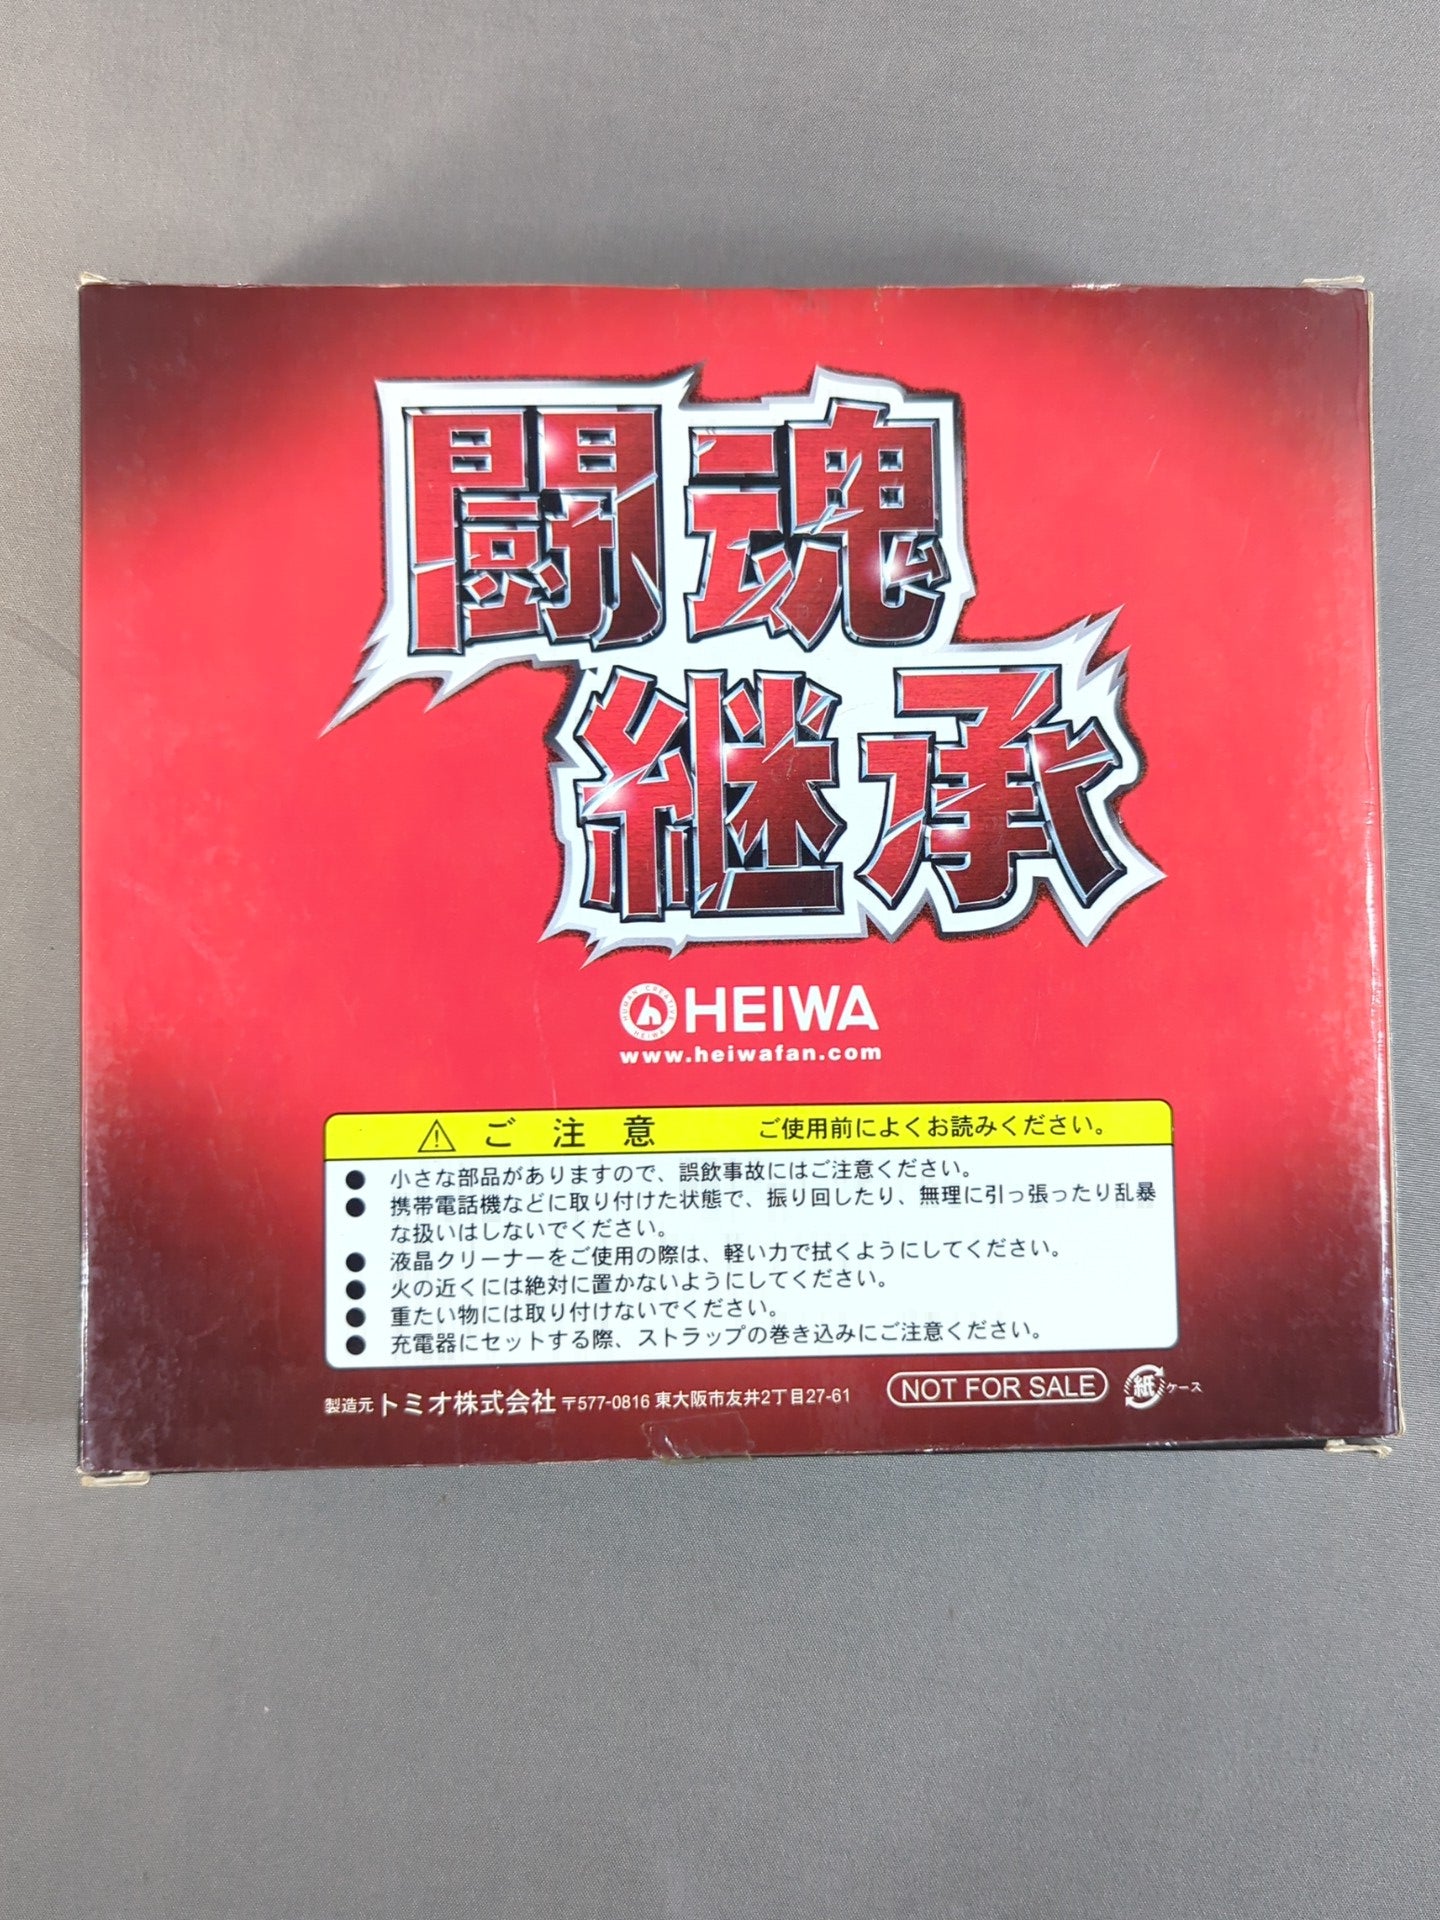 闘魂
継承
HUMAN CREATIVE HEIWA
HEIWA
www.heiwafan.com
ご注意 ご使用前によくお読みください。
● 小さな部品がありますので、誤飲事故にはご注意ください。
● 携帯電話機などに取り付けた状態で、振り回したり、無理に引っ張ったり乱暴
な扱いはしないでください。
● 液晶クリーナーをご使用の際は、軽い力で拭くようにしてください。
● 火の近くには絶対に置かないようにしてください。
● 重たい物には取り付けないでください。
● 充電器にセットする際、ストラップの巻き込みにご注意ください。
製造元 トミオ株式会社 〒577-0816 東大阪市友井2丁目27-61 NOT FOR SALE 紙 ケース